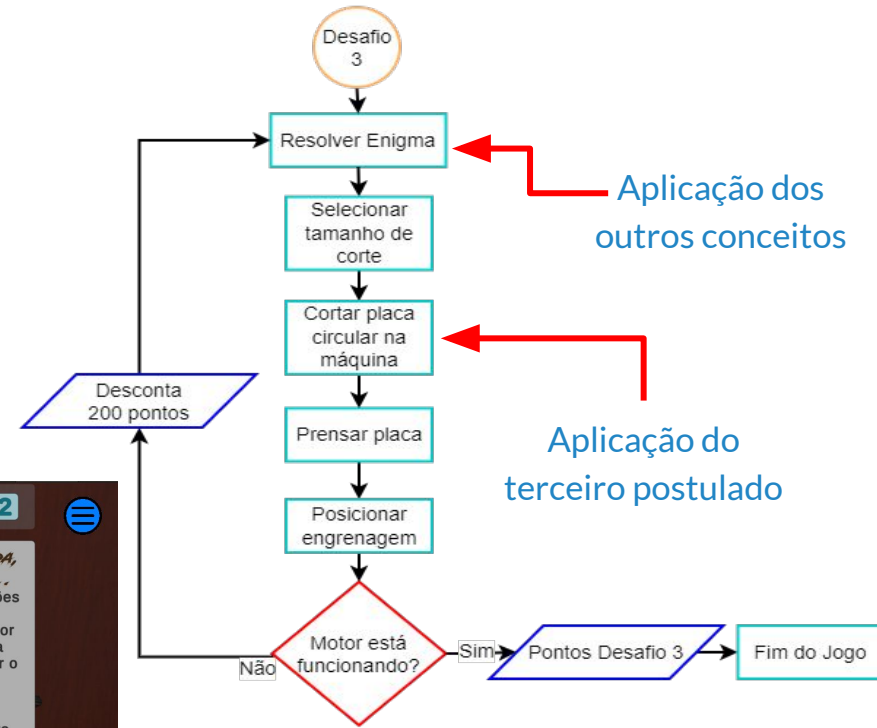 Desafio
3
Resolver Enigma
Aplicação dos
outros conceitos
Selecionar
tamanho de
corte
Cortar placa
circular na
máquina
Desconta
200 pontos
Prensar placa
Aplicação do
terceiro postulado
Posicionar
engrenagem
Motor está
funcionando?
Não
Sim
Pontos Desafio 3
Fim do Jogo
2